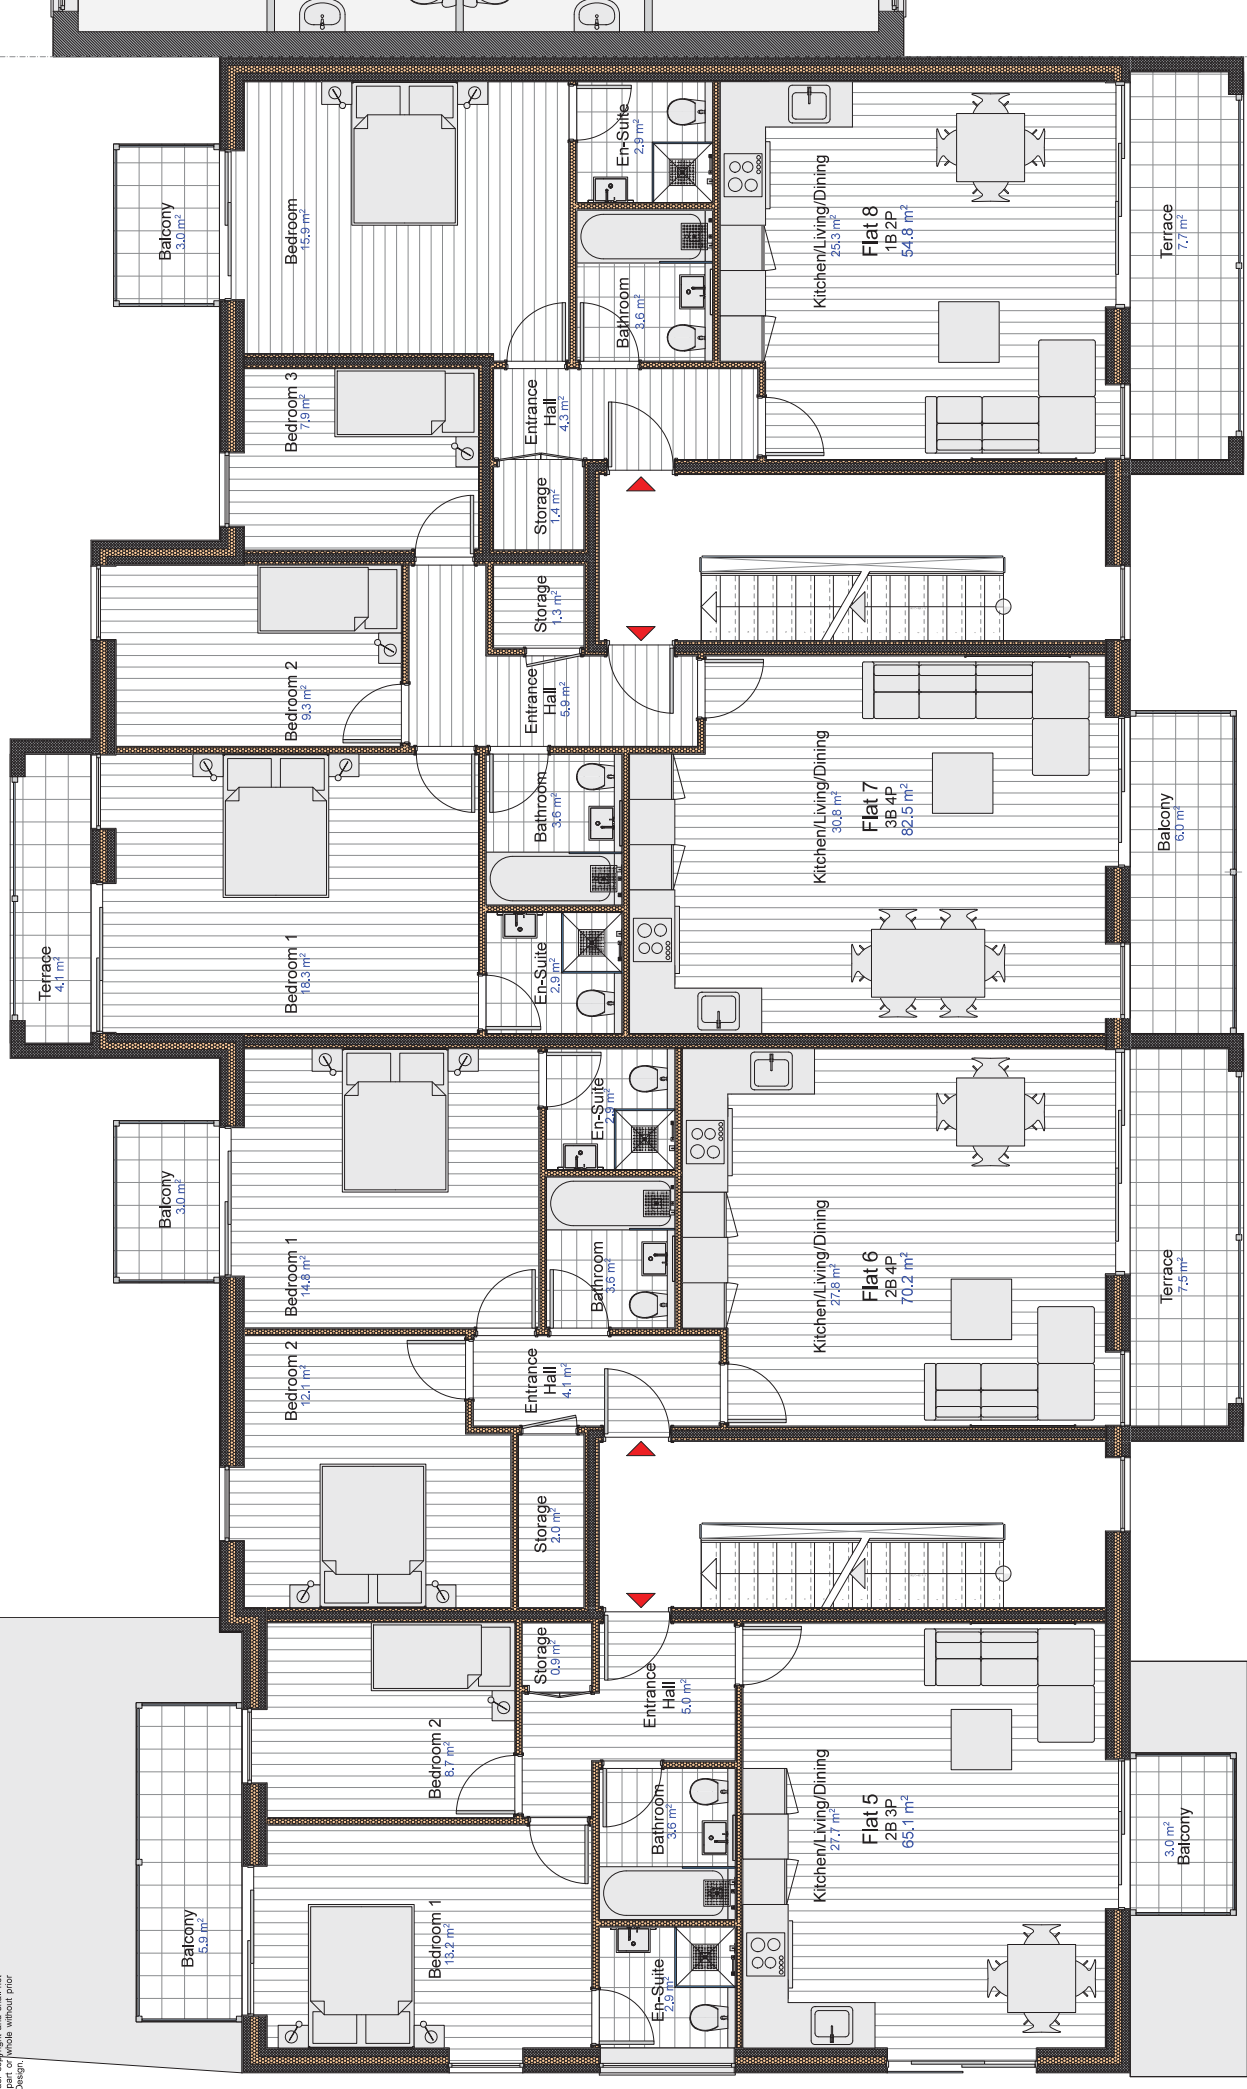 Balcony
3.0 m²
Bedroom
15.9 m²
En-Suite
2.9 m²
Bathroom
3.6 m²
Kitchen/Living/Dining
25.3 m²
Flat 8
1B 2P
54.8 m²
Terrace
7.7 m²
Entrance
Hall
4.3 m²
Storage
1.4 m²
Bedroom 3
7.9 m²
Bedroom 2
9.3 m²
Storage
1.3 m²
Entrance
Hall
5.9 m²
Bathroom
3.6 m²
En-Suite
2.9 m²
Bedroom 1
18.3 m²
Terrace
4.1 m²
Kitchen/Living/Dining
30.8 m²
Flat 7
3B 4P
82.5 m²
Balcony
6.0 m²
Balcony
3.0 m²
Bedroom 1
14.8 m²
En-Suite
2.9 m²
Bathroom
3.6 m²
Kitchen/Living/Dining
27.8 m²
Flat 6
2B 4P
70.2 m²
Terrace
7.5 m²
Bedroom 2
12.1 m²
Entrance
Hall
4.1 m²
Storage
2.0 m²
Storage
0.9 m²
Entrance
Hall
5.0 m²
Bedroom 2
8.7 m²
Bathroom
3.6 m²
Kitchen/Living/Dining
27.7 m²
Flat 5
2B 3P
65.1 m²
3.0 m²
Balcony
Balcony
5.9 m²
Bedroom 1
13.2 m²
En-Suite
2.9 m²
part or whole without prior
Design.